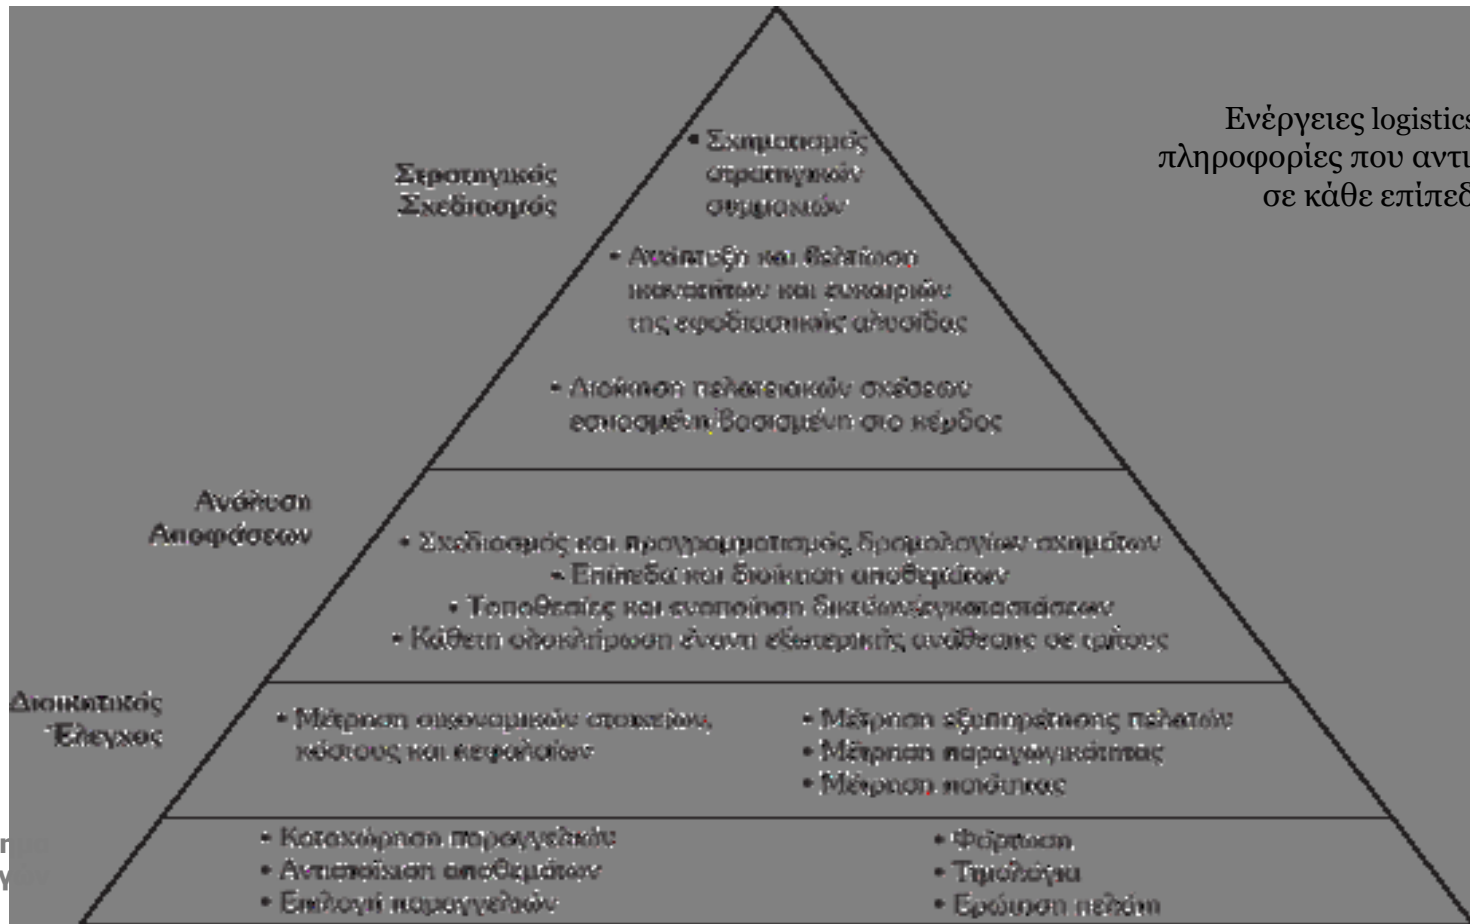 Ενέργειες logistics
πληροφορίες που αντι
σε κάθε επίπεδ
Στρατηγικός
Σχεδιασμός
• Σχηματισμός
στρατηγικών
συμμαχιών
• Ανάπτυξη και βελτίωση
ικανοτήτων και ευκαιριών
της εφοδιαστικής αλυσίδας
• Διοίκηση πελατειακών σχέσεων
εστιασμένη/βασισμένη στο κέρδος
Ανάλυση
Αποφάσεων
• Σχεδιασμός και προγραμματισμός δρομολογίων οχημάτων
• Επίπεδα και διοίκηση αποθεμάτων
• Τοποθεσίες και ενοποίηση δικτύων/εγκαταστάσεων
• Κάθετη ολοκλήρωση έναντι εξωτερικής ανάθεσης σε τρίτους
Διοικητικός
Έλεγχος
• Μέτρηση οικονομικών στοιχείων,
κόστους και κεφαλαίων
• Μέτρηση εξυπηρέτησης πελατών
• Μέτρηση παραγωγικότητας
• Μέτρηση ποιότητας
• Καταχώρηση παραγγελιών
• Αντιστοίχιση αποθεμάτων
• Επιλογή παραγγελιών
• Φόρτωση
• Τιμολόγια
• Ερώτηση πελάτη